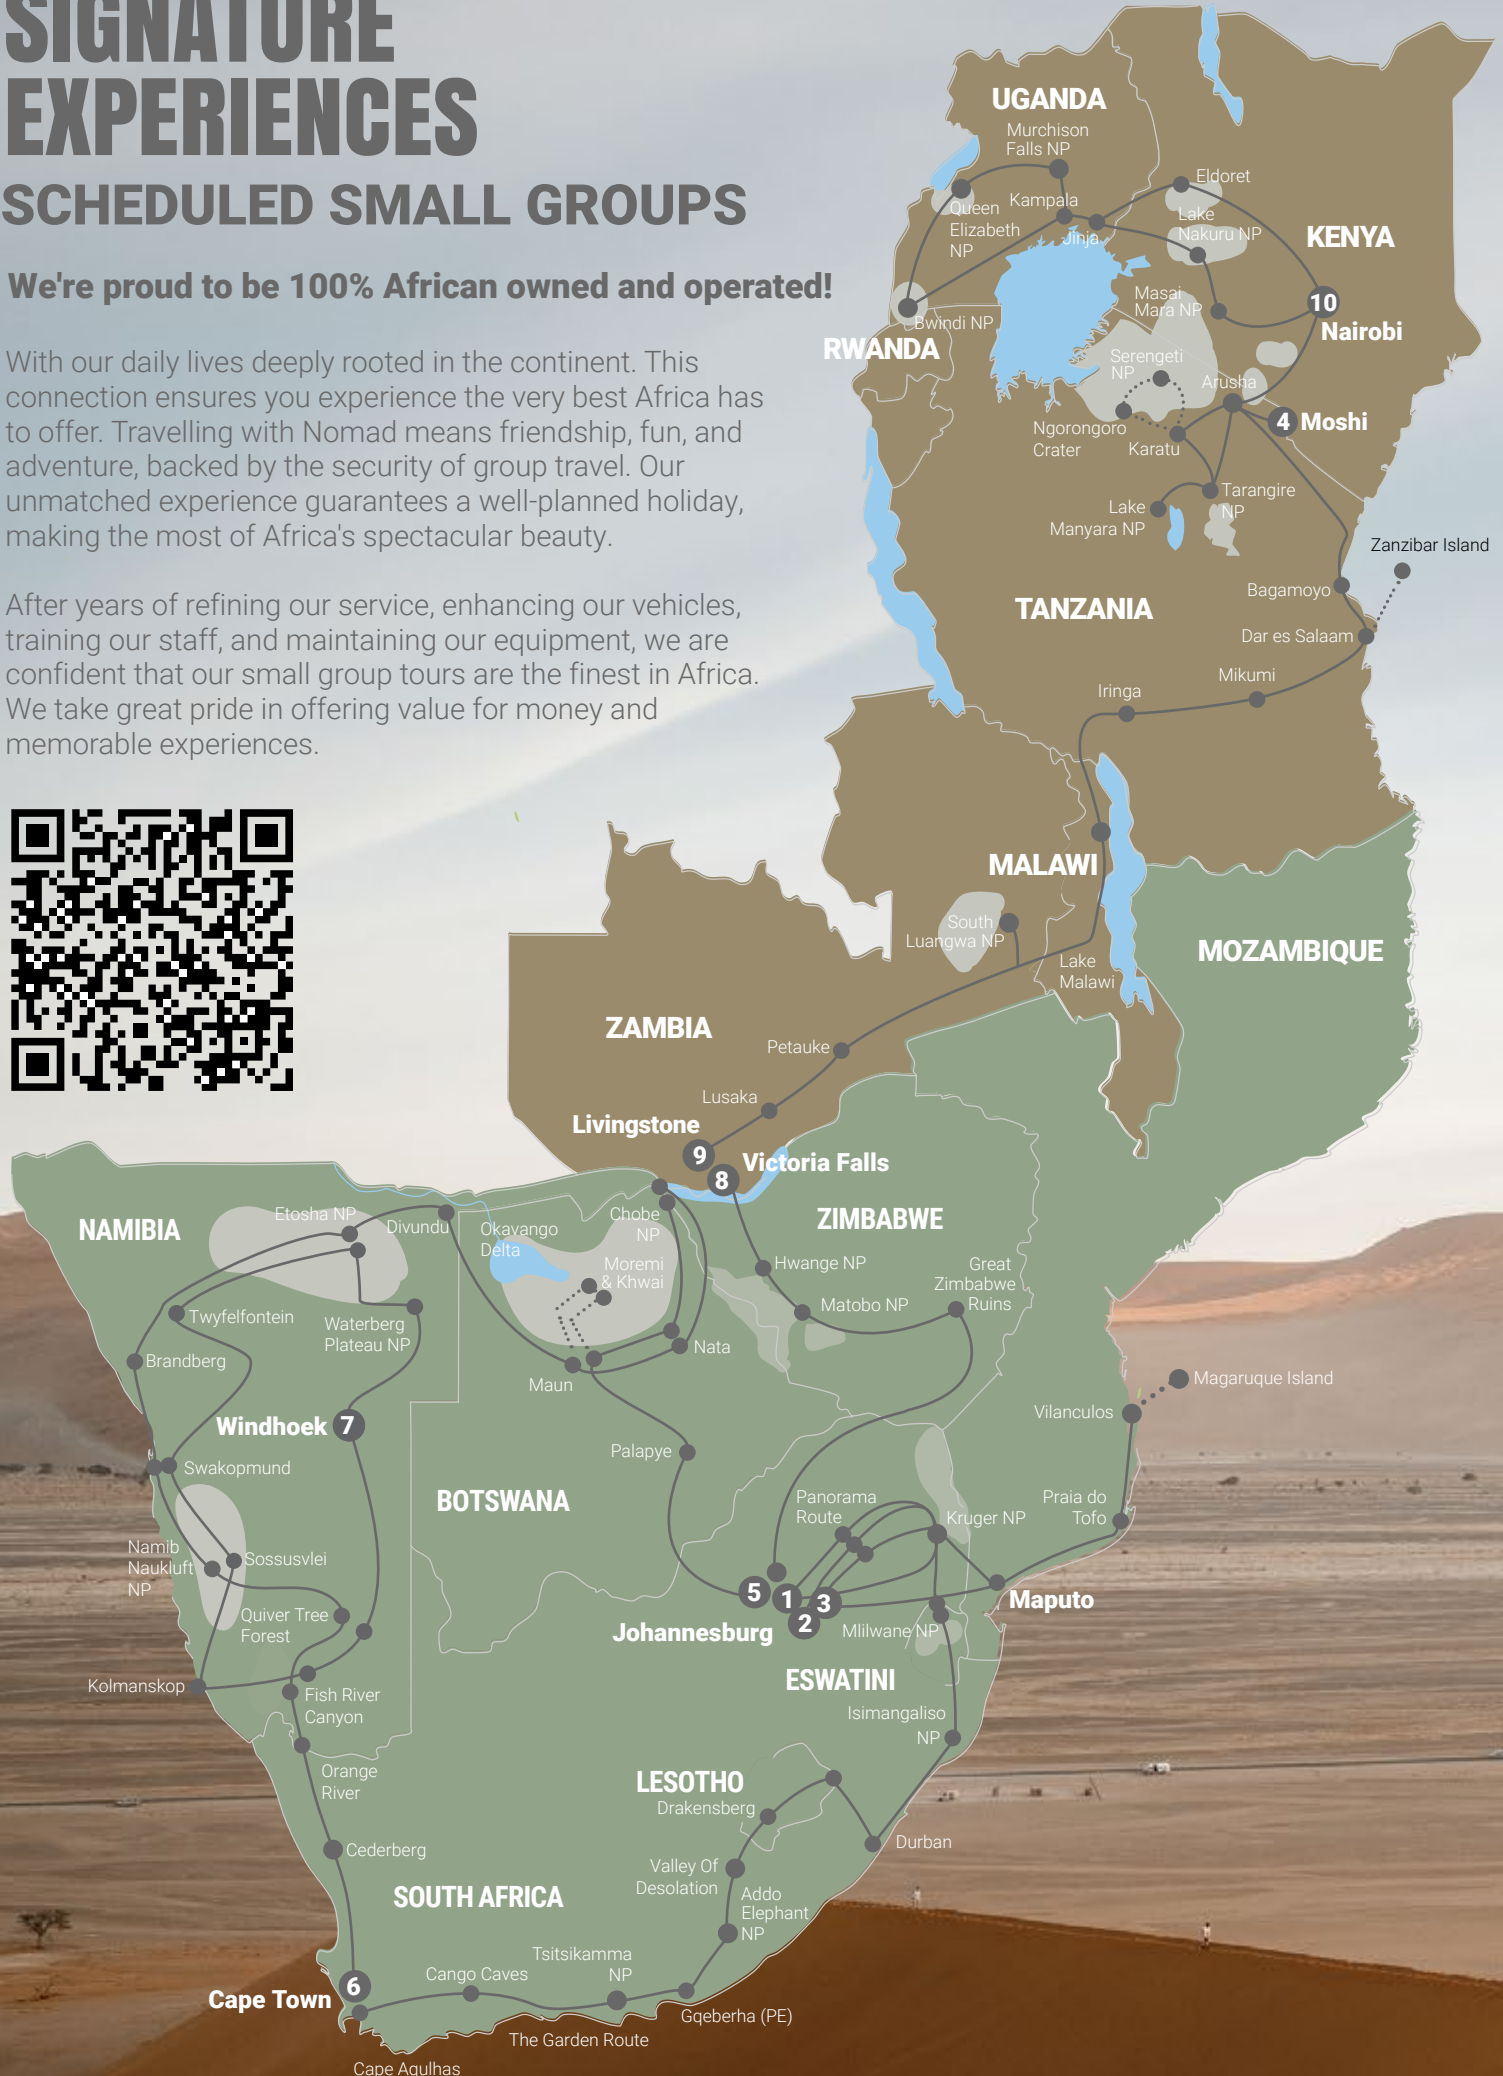 SIGNATURE
EXPERIENCES
SCHEDULED SMALL GROUPS
We're proud to be 100% African owned and operated!
With our daily lives deeply rooted in the continent. This
connection ensures you experience the very best Africa has
to offer. Travelling with Nomad means friendship, fun, and
adventure, backed by the security of group travel. Our
unmatched experience guarantees a well-planned holiday,
making the most of Africa's spectacular beauty.
After years of refining our service, enhancing our vehicles,
training our staff, and maintaining our equipment, we are
confident that our small group tours are the finest in Africa.
We take great pride in offering value for money and
memorable experiences.
UGANDA
Murchison
Falls NP
Eldoret
Kampala
Queen
Elizabeth
NP
Jinja
Lake
Nakuru NP
KENYA
Masai
Mara NP
10
Nairobi
Bwindi NP
RWANDA
Serengeti
NP
Arusha
4 Moshi
Ngorongoro
Crater
Karatu
Tarangire
NP
Lake
Manyara NP
Zanzibar Island
Bagamoyo
TANZANIA
Dar es Salaam
Mikumi
Iringa
MALAWI
South
Luangwa NP
MOZAMBIQUE
Lake
Malawi
ZAMBIA
Petauke
Lusaka
Livingstone
9
Victoria Falls
8
NAMIBIA
Etosha NP
Divundu
Okavango
Delta
Chobe
NP
ZIMBABWE
Moremi
& Khwai
Hwange NP
Great
Zimbabwe
Ruins
Matobo NP
Twyfelfontein
Waterberg
Plateau NP
Brandberg
Nata
Maun
Magaruque Island
Vilanculos
Windhoek 7
Palapye
Swakopmund
BOTSWANA
Panorama
Route
Kruger NP
Praia do
Tofo
Namib
Naukluft
NP
Sossusvlei
5
1
3
2
Maputo
Johannesburg
Quiver Tree
Forest
Mlilwane NP
ESWATINI
Kolmanskop
Fish River
Canyon
Isimangaliso
NP
Orange
River
LESOTHO
Drakensberg
Durban
Cederberg
Valley Of
Desolation
SOUTH AFRICA
Addo
Elephant
NP
Tsitsikamma
NP
Cango Caves
6
Cape Town
Gqeberha (PE)
The Garden Route
Cape Agulhas